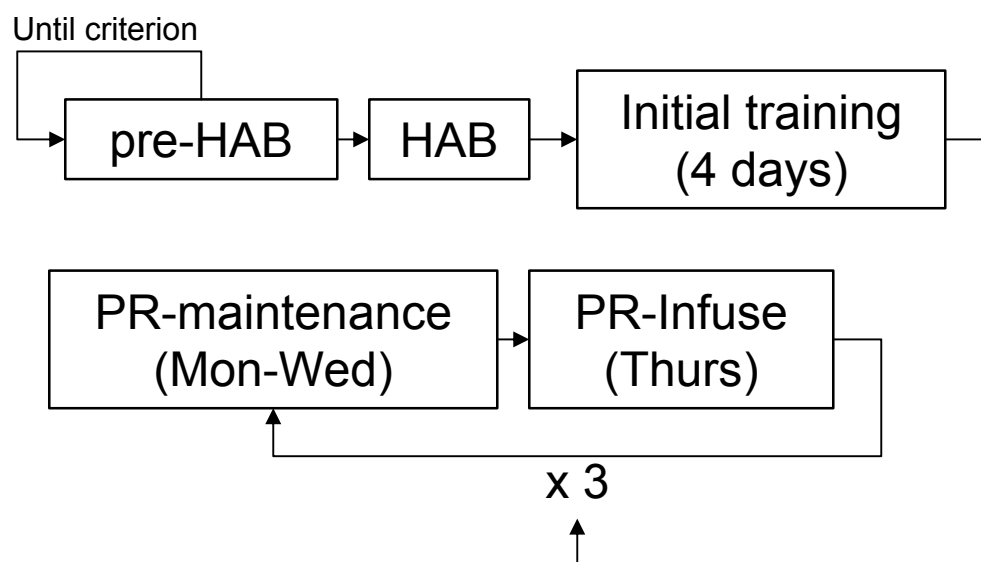 Until criterion
pre-HAB
HAB
Initial training
(4 days)
PR-maintenance
(Mon-Wed)
PR-Infuse
(Thurs)
x 3